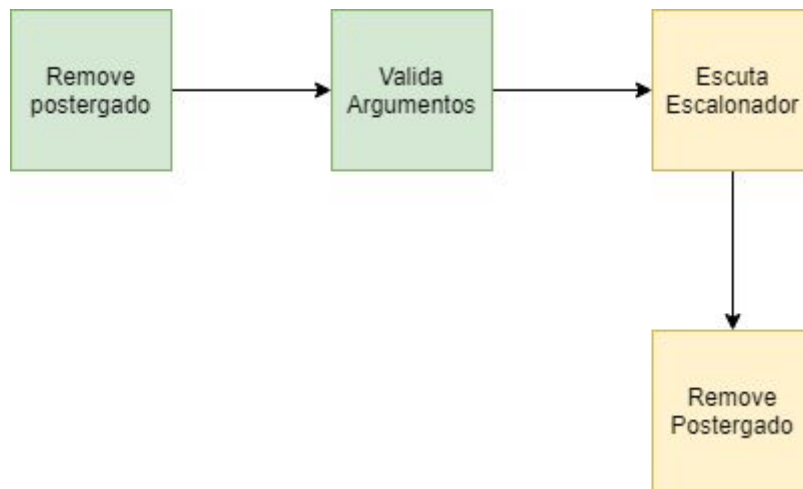 Remove
postergado
Valida
Argumentos
Escuta
Escalonador
Remove
Postergado